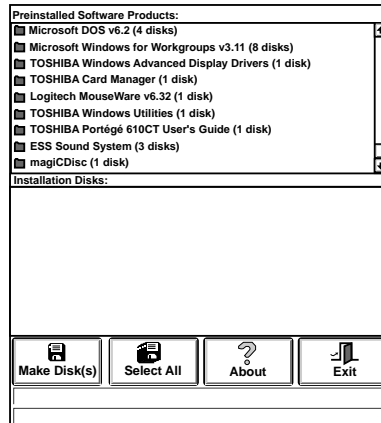 Preinstalled Software Products:
Microsoft DOS v6.2 (4 disks)
Microsoft Windows for Workgroups v3.11 (8 disks)
TOSHIBA Windows Advanced Display Drivers (1 disk)
TOSHIBA Card Manager (1 disk)
Logitech MouseWare v6.32 (1 disk)
TOSHIBA Windows Utilities (1 disk)
TOSHIBA Portégé 610CT User's Guide (1 disk)
ESS Sound System (3 disks)
magiCDisc (1 disk)
Installation Disks:
Make Disk(s) Select All About Exit